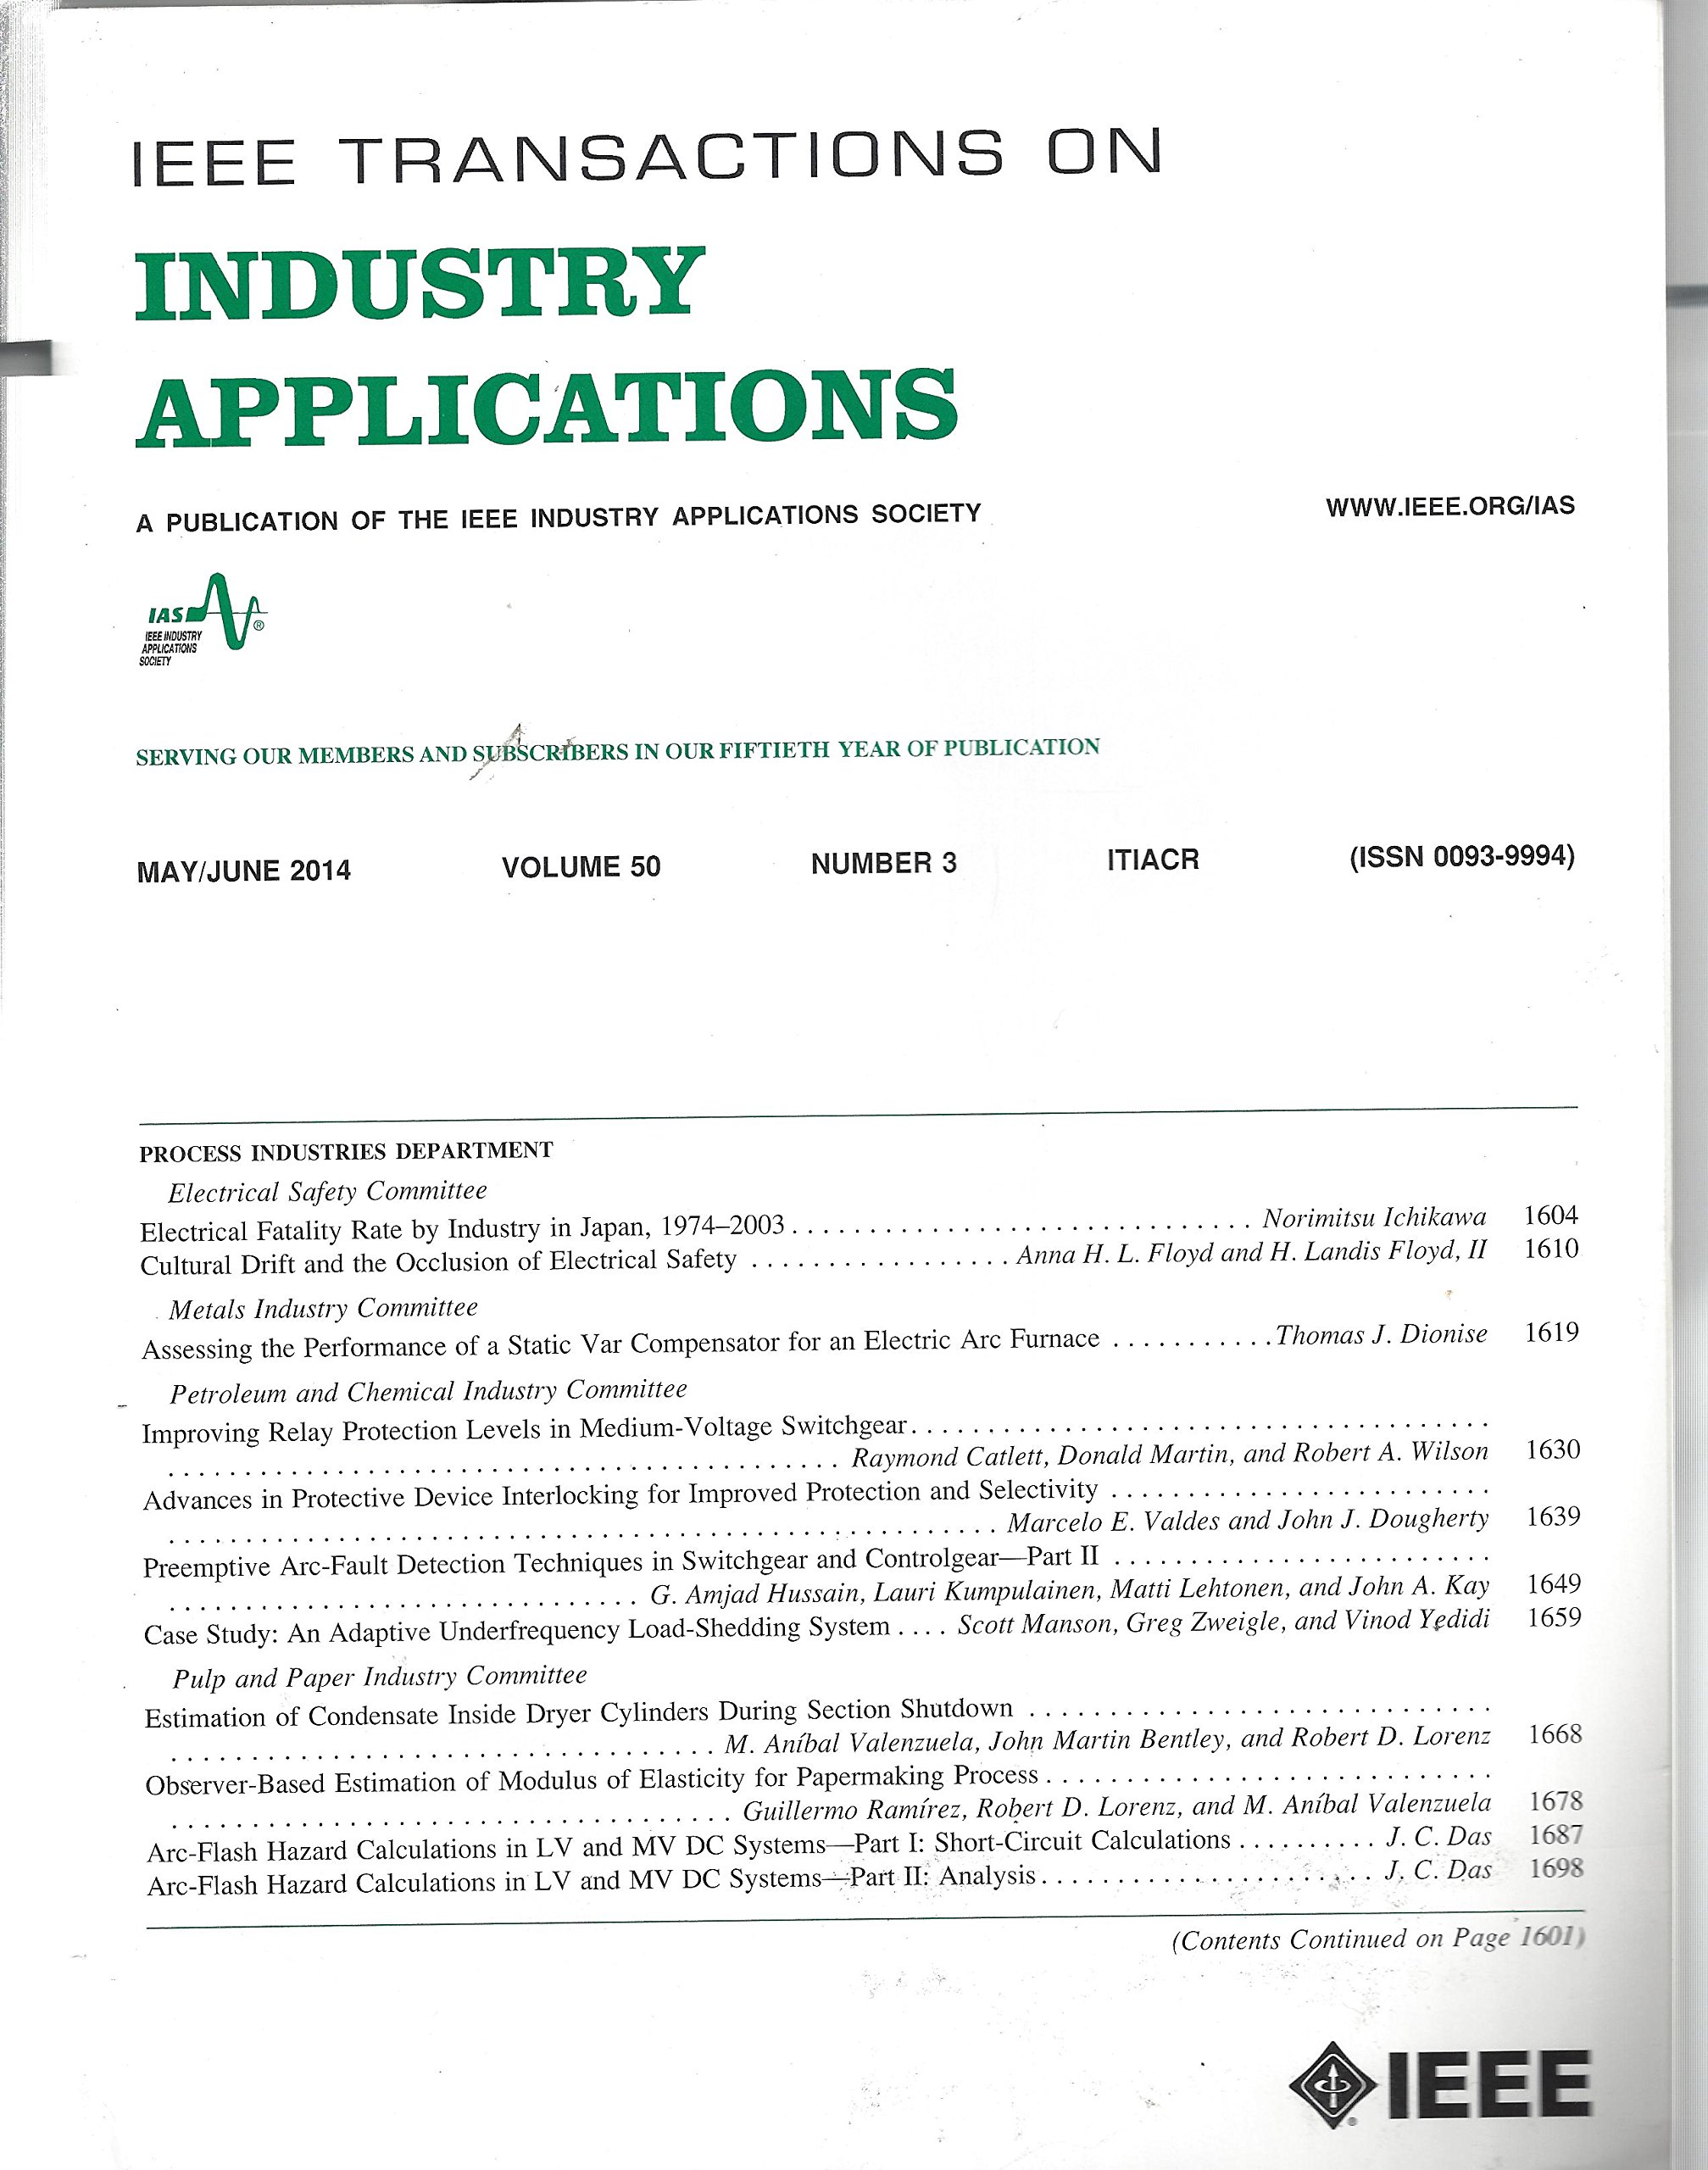 IEEE TRANSACTIONS ON
INDUSTRY
APPLICATIONS
A PUBLICATION OF THE IEEE INDUSTRY APPLICATIONS SOCIETY WWW.IEEE.ORG/IAS
IAS ®
IEEE INDUSTRY
APPLICATIONS
SOCIETY
SERVING OUR MEMBERS AND SUBSCRIBERS IN OUR FIFTIETH YEAR OF PUBLICATION
MAY/JUNE 2014 VOLUME 50 NUMBER 3 ITIACR (ISSN 0093-9994)
PROCESS INDUSTRIES DEPARTMENT
Electrical Safety Committee
Electrical Fatality Rate by Industry in Japan, 1974–2003 . . . . . . . . . . Norimitsu Ichikawa 1604
Cultural Drift and the Occlusion of Electrical Safety . . . . . . . . . . Anna H. L. Floyd and H. Landis Floyd, II 1610
Metals Industry Committee
Assessing the Performance of a Static Var Compensator for an Electric Arc Furnace . . . . . . . . . . Thomas J. Dionise 1619
Petroleum and Chemical Industry Committee
Improving Relay Protection Levels in Medium-Voltage Switchgear . . . . . . . . . .
. . . . . . . . . . Raymond Catlett, Donald Martin, and Robert A. Wilson 1630
Advances in Protective Device Interlocking for Improved Protection and Selectivity . . . . . . . . . .
. . . . . . . . . . Marcelo E. Valdes and John J. Dougherty 1639
Preemptive Arc-Fault Detection Techniques in Switchgear and Controlgear—Part II . . . . . . . . . .
. . . . . . . . . . G. Amjad Hussain, Lauri Kumpulainen, Matti Lehtonen, and John A. Kay 1649
Case Study: An Adaptive Underfrequency Load-Shedding System . . . . Scott Manson, Greg Zweigle, and Vinod Yedidi 1659
Pulp and Paper Industry Committee
Estimation of Condensate Inside Dryer Cylinders During Section Shutdown . . . . . . . . . .
. . . . . . . . . . M. Aníbal Valenzuela, John Martin Bentley, and Robert D. Lorenz 1668
Observer-Based Estimation of Modulus of Elasticity for Papermaking Process . . . . . . . . . .
. . . . . . . . . . Guillermo Ramírez, Robert D. Lorenz, and M. Aníbal Valenzuela 1678
Arc-Flash Hazard Calculations in LV and MV DC Systems—Part I: Short-Circuit Calculations . . . . . . . . . . J. C. Das 1687
Arc-Flash Hazard Calculations in LV and MV DC Systems—Part II: Analysis . . . . . . . . . . J. C. Das 1698
(Contents Continued on Page 1601)
IEEE